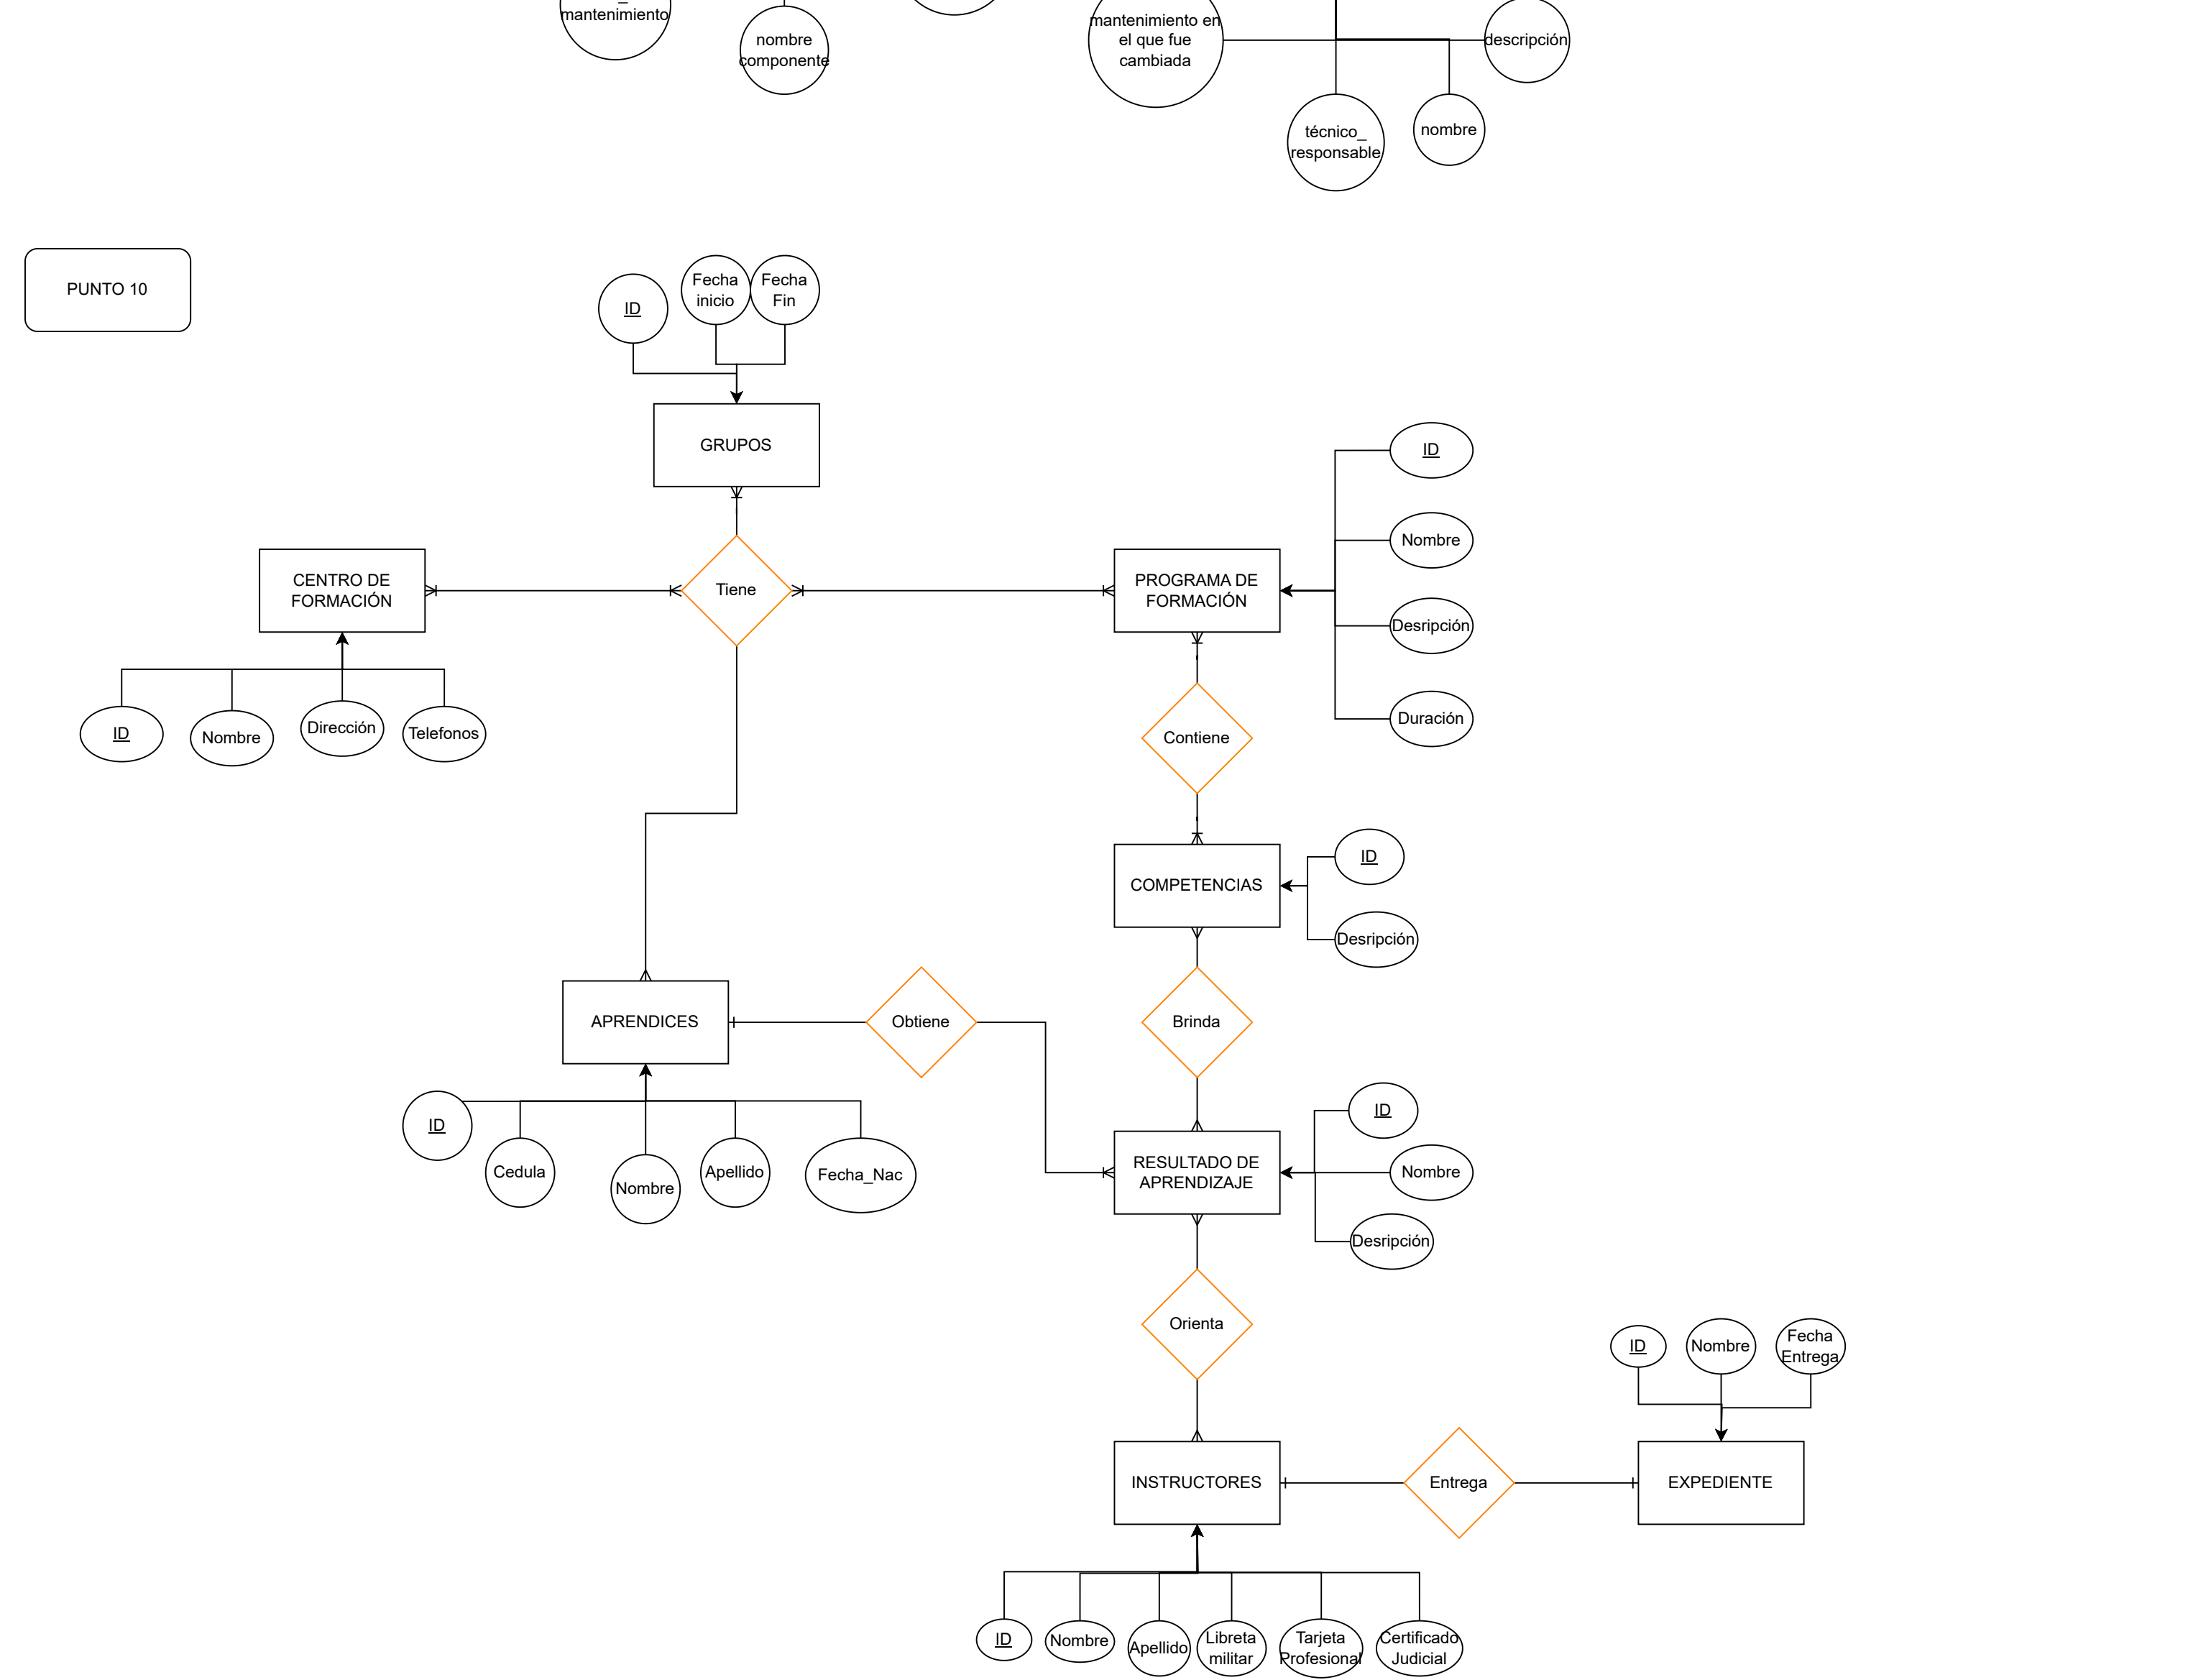 _
mantenimiento
nombre
componente
mantenimiento en
el que fue
cambiada
descripción
técnico_
responsable
nombre
PUNTO 10
ID
Fecha
inicio
Fecha
Fin
GRUPOS
CENTRO DE
FORMACIÓN
Tiene
PROGRAMA DE
FORMACIÓN
ID
Nombre
Desripción
Duración
ID
Nombre
Dirección
Telefonos
Contiene
COMPETENCIAS
ID
Desripción
APRENDICES
Obtiene
Brinda
ID
Cedula
Nombre
Apellido
Fecha_Nac
RESULTADO DE
APRENDIZAJE
ID
Nombre
Desripción
Orienta
ID
Nombre
Fecha
Entrega
INSTRUCTORES
Entrega
EXPEDIENTE
ID
Nombre
Apellido
Libreta
militar
Tarjeta
Profesional
Certificado
Judicial